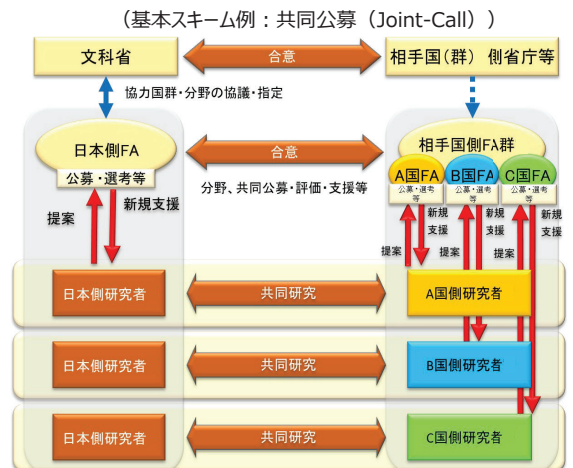 (基本スキーム例：共同公募（Joint-Call）)
文科省
合意
相手国(群) 側省庁等
協力国群・分野の協議・指定
日本側FA
公募・選考等
合意
分野、共同公募・評価・支援等
相手国側FA群
A国FA
B国FA
C国FA
公募・選考
等
公募・選考
等
公募・選考
等
提案
新規支援
新規
支援
提案
新規
支援
提案
新規
支援
提案
日本側研究者
共同研究
A国側研究者
日本側研究者
共同研究
B国側研究者
日本側研究者
共同研究
C国側研究者